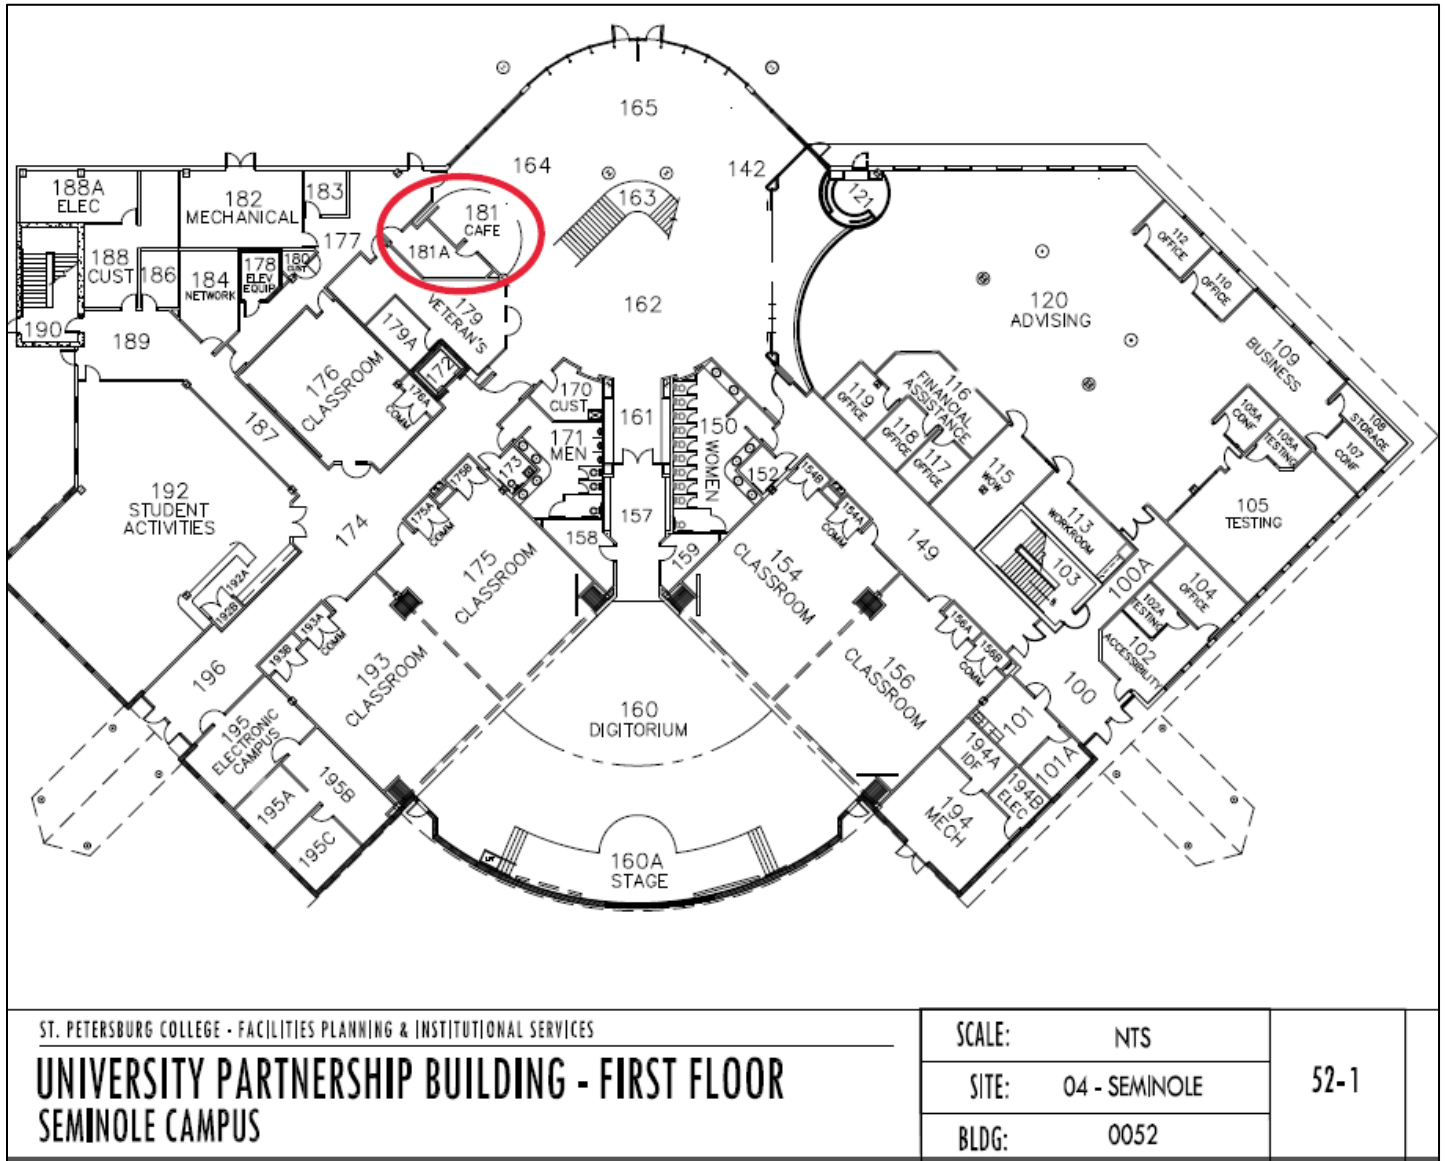 165
164
142
163
188A
ELEC
182
MECHANICAL
183
181
CAFE
181A
121
112
OFFICE
110
OFFICE
177
188
CUST
186
184
NETWORK
178
ELEV
EQUIP
180
190
189
179
VETERAN'S
179A
162
120
ADVISING
109
BUSINESS
176
CLASSROOM
172
176A
COMM
170
CUST
161
150
WOMEN
171
MEN
119
OFFICE
116
FINANCIAL
ASSISTANCE
118
OFFICE
117
OFFICE
105A
CONF
105A
TESTING
108
STORAGE
107
CONF
187
173
152
115
WOW
105
TESTING
192
STUDENT
ACTIVITIES
174
175B
175A
COMM
157
158
159
154B
154A
COMM
149
113
WORKROOM
103
100A
104
OFFICE
102A
TESTING
102
ACCESSIBILITY
175
CLASSROOM
154
CLASSROOM
192A
192B
193A
COMM
193B
196
193
CLASSROOM
156A
156B
COMM
156
CLASSROOM
100
101
101A
160
DIGITORIUM
195
ELECTRONIC
CAMPUS
195A
195B
195C
194A
IDF
194B
ELEC
194
MECH
160A
STAGE
ST. PETERSBURG COLLEGE - FACILITIES PLANNING & INSTITUTIONAL SERVICES
UNIVERSITY PARTNERSHIP BUILDING - FIRST FLOOR
SEMINOLE CAMPUS
SCALE: NTS
SITE: 04 - SEMINOLE
BLDG: 0052
52-1